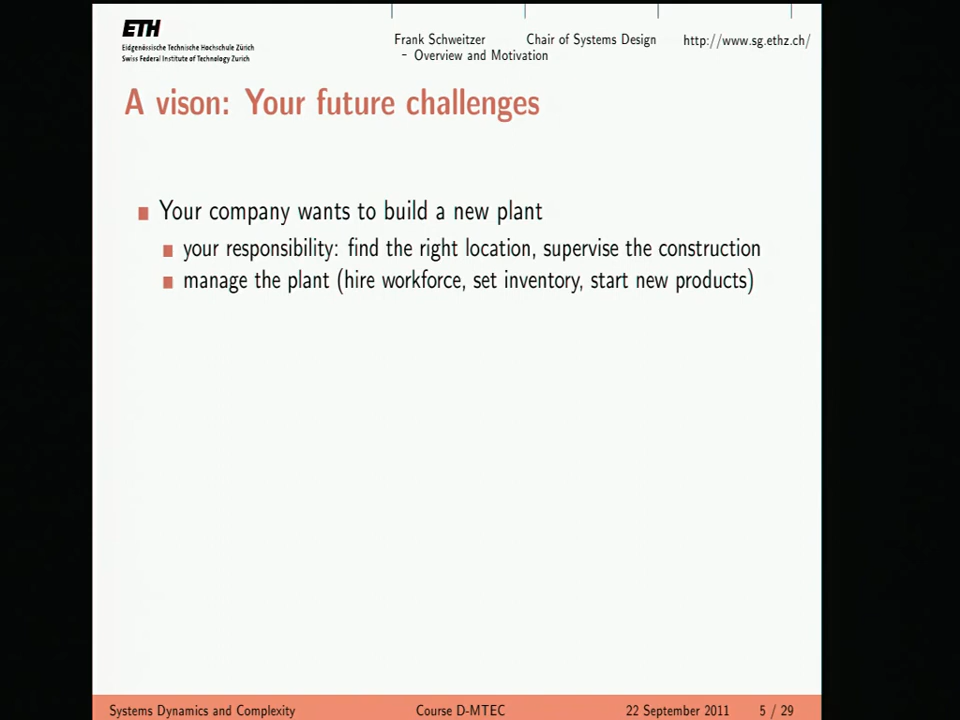 ETH
Eidgenössische Technische Hochschule Zürich
Swiss Federal Institute of Technology Zurich
Frank Schweitzer Chair of Systems Design http://www.sg.ethz.ch/
– Overview and Motivation
A vison: Your future challenges
Your company wants to build a new plant
your responsibility: find the right location, supervise the construction
manage the plant (hire workforce, set inventory, start new products)
Systems Dynamics and Complexity Course D-MTEC 22 September 2011 5 / 29